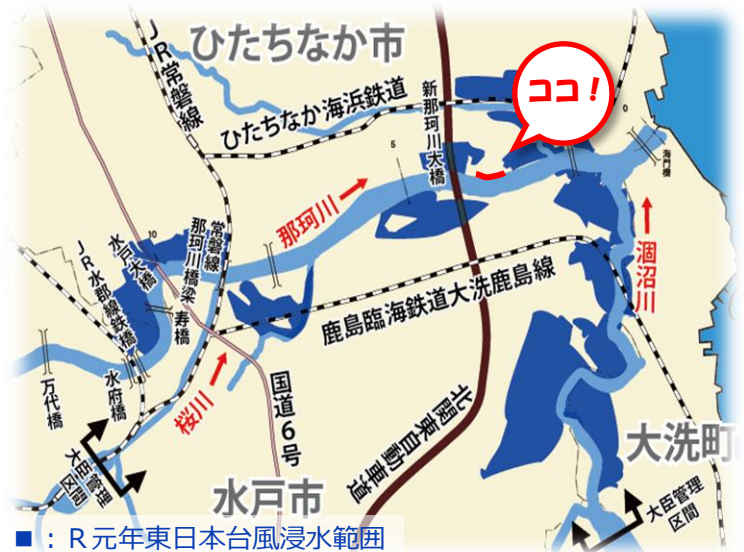 ひたちなか市
JR常磐線
ひたちなか海浜鉄道
新那珂川大橋
ココ！
0
海門橋
5
那珂川
涸沼川
10
水戸大橋
常磐線
那珂川橋梁
JR水郡線鉄橋
寿橋
鹿島臨海鉄道大洗鹿島線
万代橋
水府橋
桜川
国道6号
北関東自動車道
大洗町
大臣管理
区間
水戸市
大臣管理
区間
■：R元年東日本台風浸水範囲